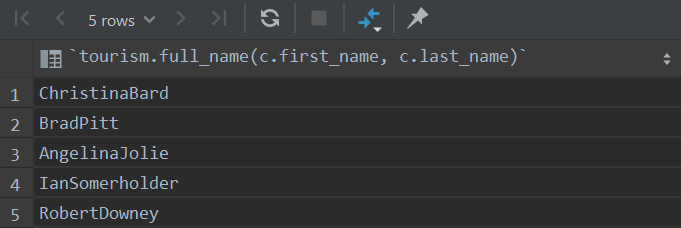 5 rows
`tourism.full_name(c.first_name, c.last_name)`
1 ChristinaBard
2 BradPitt
3 AngelinaJolie
4 IanSomerholder
5 RobertDowney